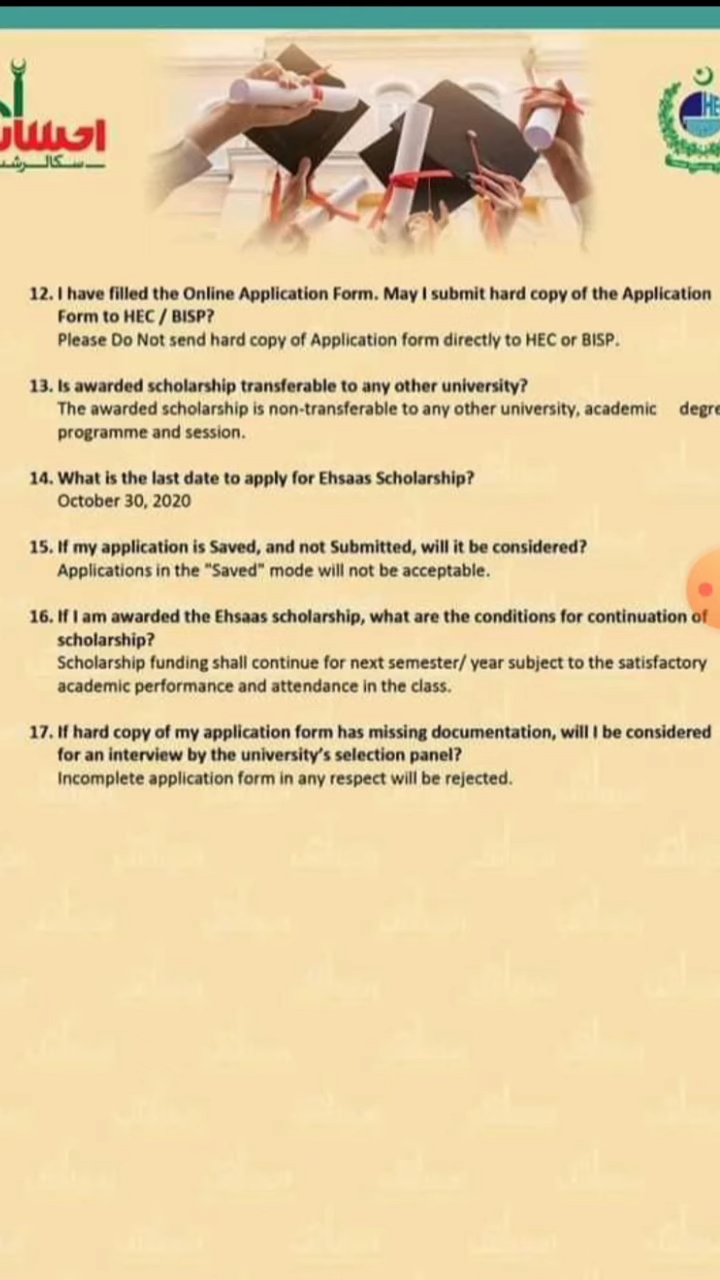 احساس
سکالرشپ
HE
12. I have filled the Online Application Form. May I submit hard copy of the Application
Form to HEC / BISP?
Please Do Not send hard copy of Application form directly to HEC or BISP.
13. Is awarded scholarship transferable to any other university?
The awarded scholarship is non-transferable to any other university, academic degre
programme and session.
14. What is the last date to apply for Ehsaas Scholarship?
October 30, 2020
15. If my application is Saved, and not Submitted, will it be considered?
Applications in the "Saved" mode will not be acceptable.
16. If I am awarded the Ehsaas scholarship, what are the conditions for continuation of
scholarship?
Scholarship funding shall continue for next semester/ year subject to the satisfactory
academic performance and attendance in the class.
17. If hard copy of my application form has missing documentation, will I be considered
for an interview by the university's selection panel?
Incomplete application form in any respect will be rejected.